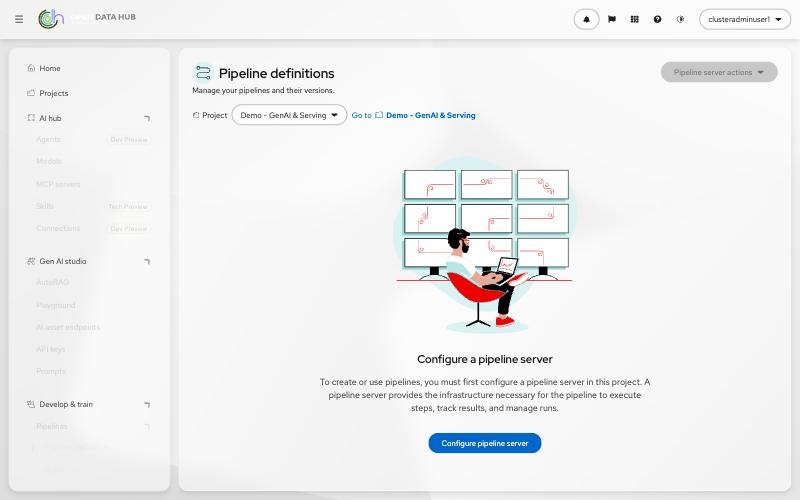 DATA HUB
clusteradminuser1
Home
Projects
AI hub
Agents
Dev Preview
Models
MCP servers
Skills
Tech Preview
Connections
Dev Preview
Gen AI studio
AutoRAG
Playground
AI asset endpoints
API keys
Prompts
Develop & train
Pipelines
Pipeline definitions
Pipeline server actions
Manage your pipelines and their versions.
Project
Demo - GenAI & Serving
Go to Demo - GenAI & Serving
Configure a pipeline server
To create or use pipelines, you must first configure a pipeline server in this project. A
pipeline server provides the infrastructure necessary for the pipeline to execute
steps, track results, and manage runs.
Configure pipeline server